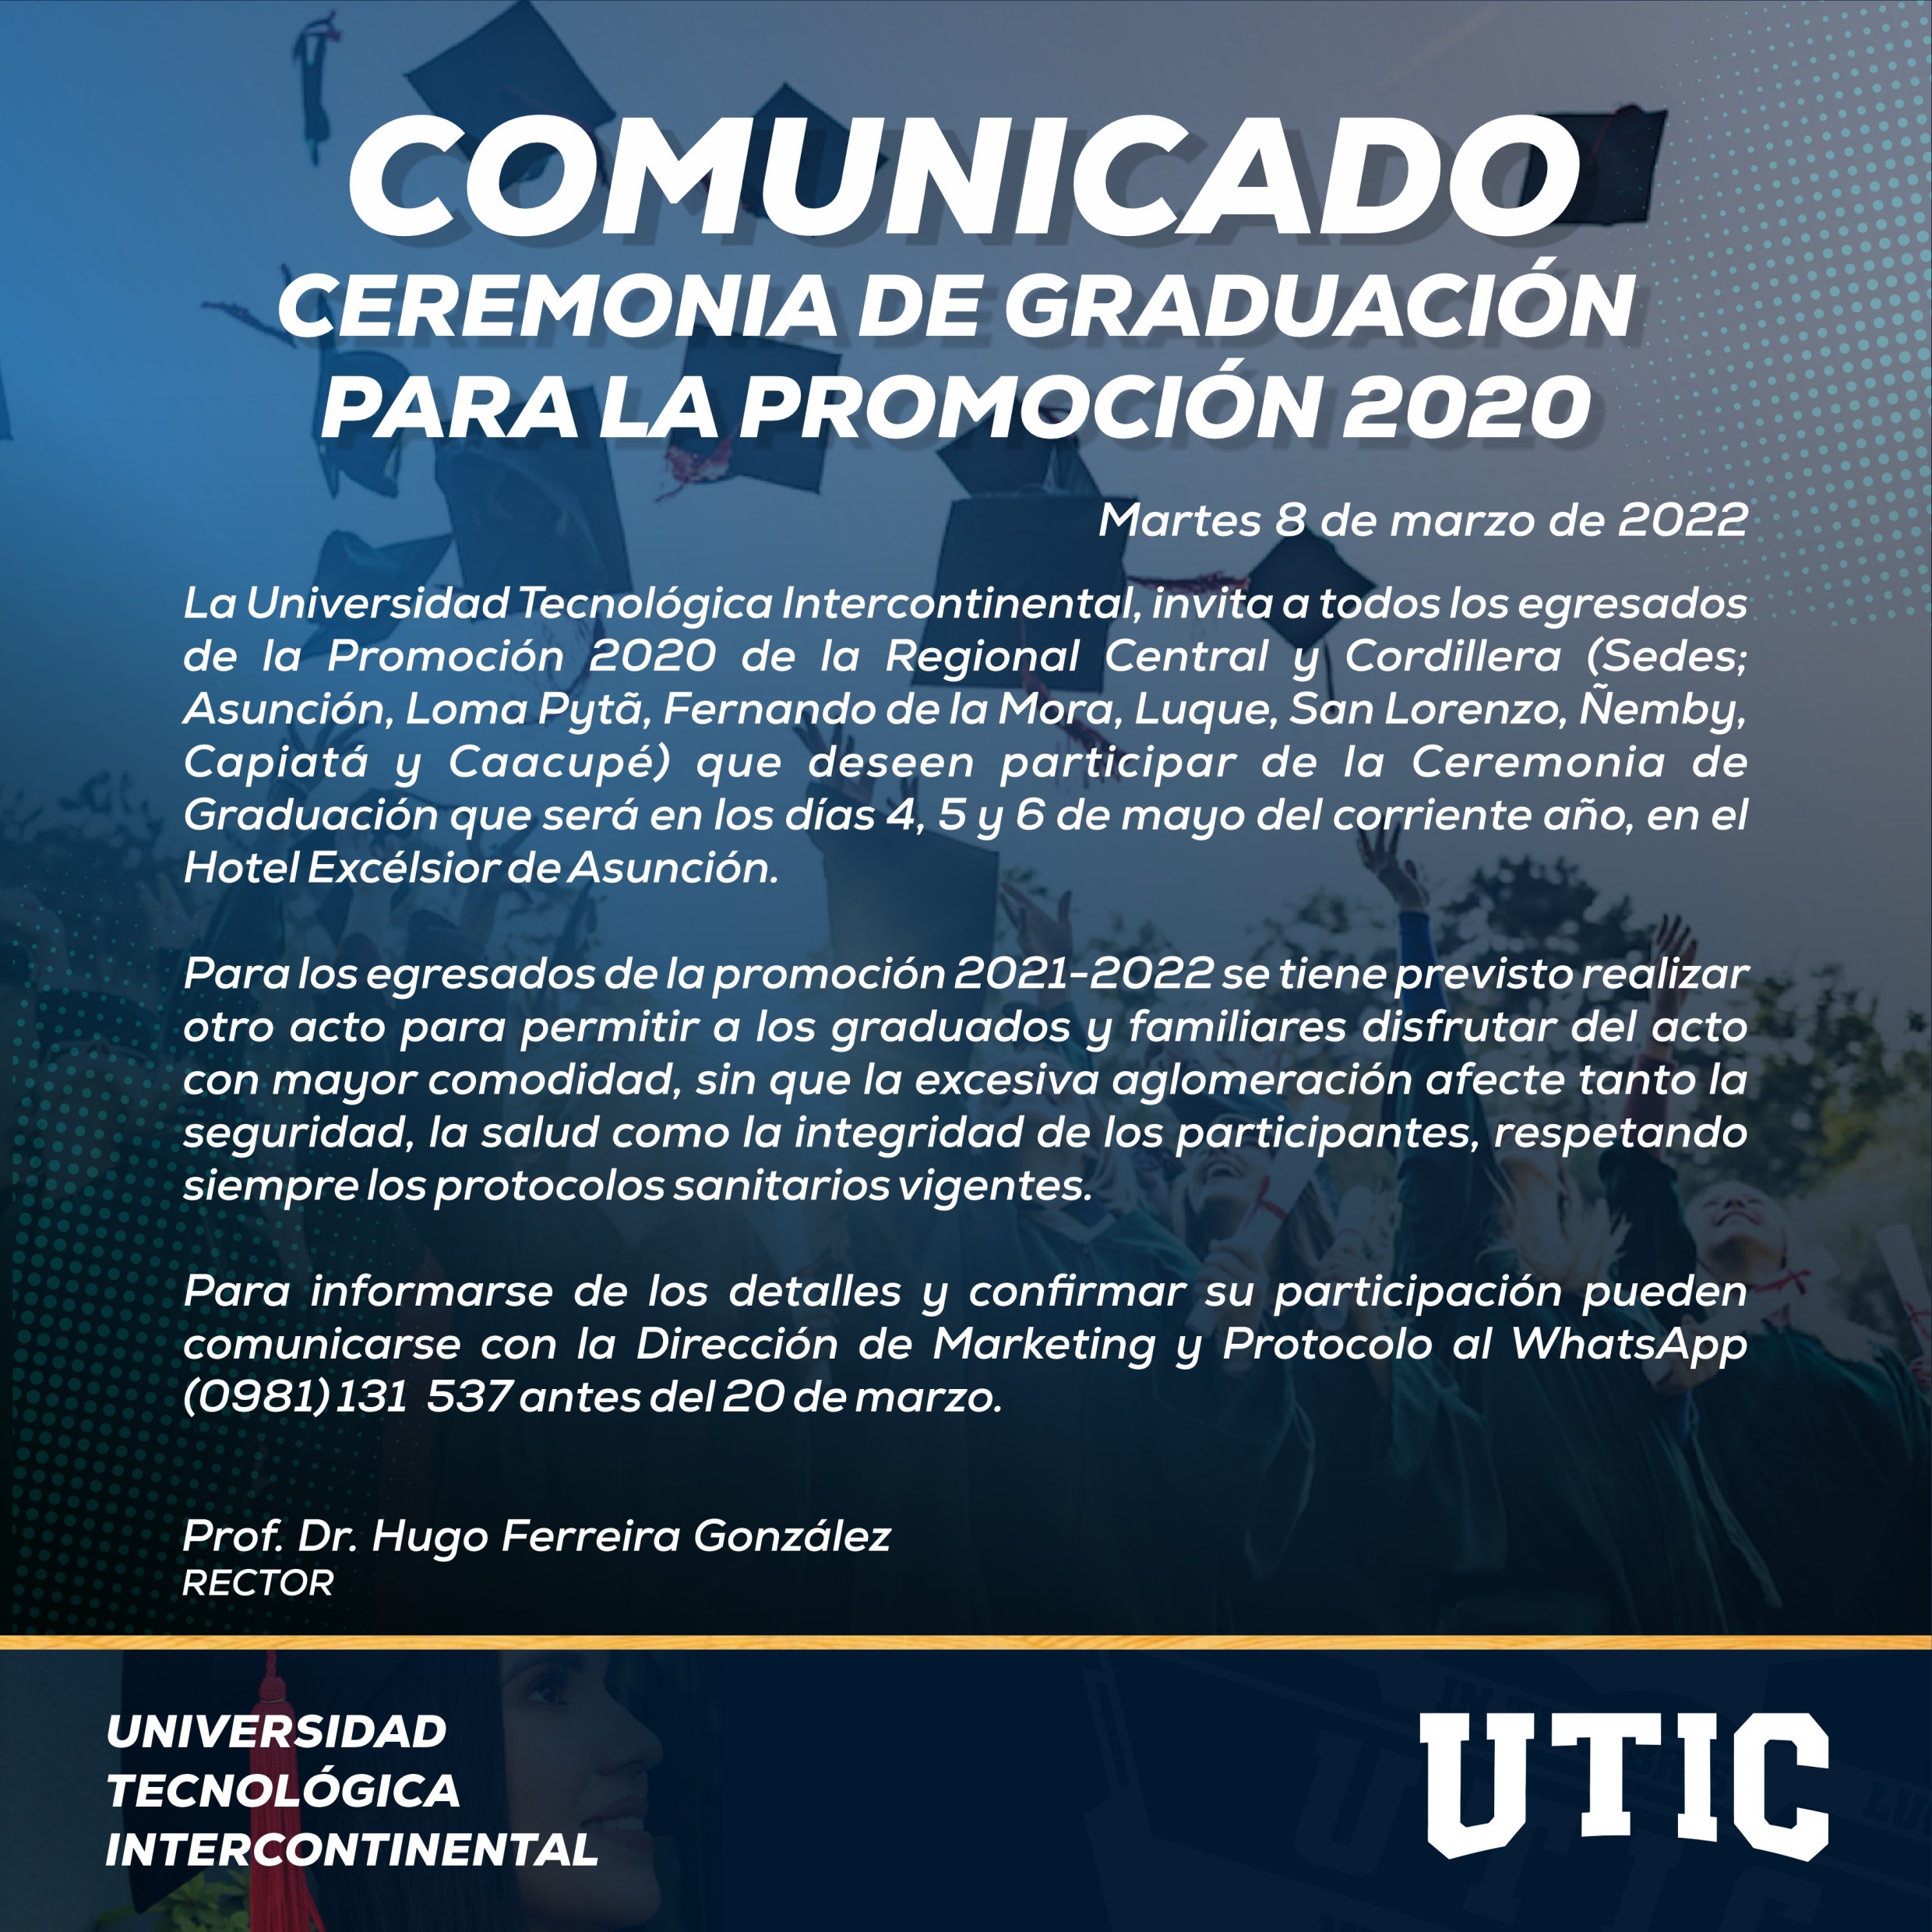 COMUNICADO
CEREMONIA DE GRADUACIÓN
PARA LA PROMOCIÓN 2020
Martes 8 de marzo de 2022
La Universidad Tecnológica Intercontinental, invita a todos los egresados
de la Promoción 2020 de la Regional Central y Cordillera (Sedes;
Asunción, Loma Pytã, Fernando de la Mora, Luque, San Lorenzo, Ñemby,
Capiatá y Caacupé) que deseen participar de la Ceremonia de
Graduación que será en los días 4, 5 y 6 de mayo del corriente año, en el
Hotel Excélsior de Asunción.
Para los egresados de la promoción 2021-2022 se tiene previsto realizar
otro acto para permitir a los graduados y familiares disfrutar del acto
con mayor comodidad, sin que la excesiva aglomeración afecte tanto la
seguridad, la salud como la integridad de los participantes, respetando
siempre los protocolos sanitarios vigentes.
Para informarse de los detalles y confirmar su participación pueden
comunicarse con la Dirección de Marketing y Protocolo al WhatsApp
(0981) 131 537 antes del 20 de marzo.
Prof. Dr. Hugo Ferreira González
RECTOR
UNIVERSIDAD
TECNOLÓGICA
INTERCONTINENTAL
UTIC